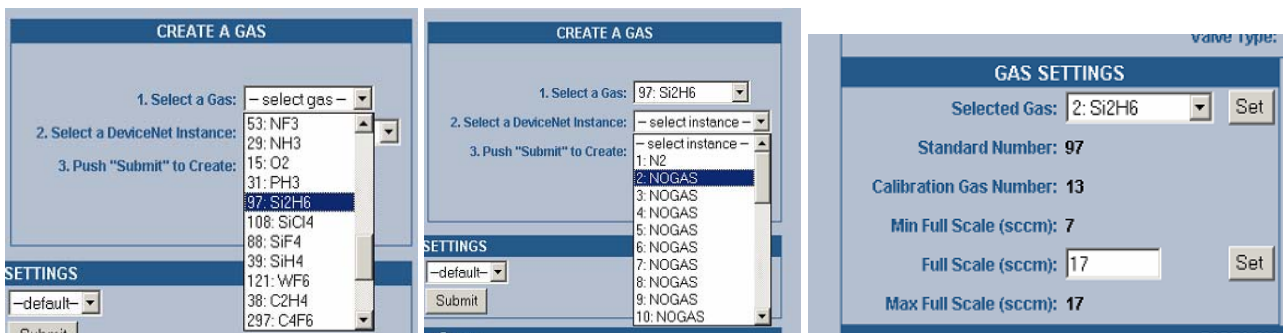 CREATE A GAS
1. Select a Gas: – select gas –
53: NF3
29: NH3
2. Select a DeviceNet Instance:
15: O2
3. Push "Submit" to Create:
31: PH3
97: Si2H6
108: SiCl4
88: SiF4
39: SiH4
121: WF6
38: C2H4
297: C4F6
SETTINGS
–default–
Submit
CREATE A GAS
1. Select a Gas: 97: Si2H6
2. Select a DeviceNet Instance: – select instance –
– select instance –
3. Push "Submit" to Create:
1: N2
2: NOGAS
3: NOGAS
4: NOGAS
5: NOGAS
6: NOGAS
7: NOGAS
8: NOGAS
9: NOGAS
10: NOGAS
SETTINGS
–default–
Submit
Valve Type:
GAS SETTINGS
Selected Gas: 2: Si2H6 Set
Standard Number: 97
Calibration Gas Number: 13
Min Full Scale (sccm): 7
Full Scale (sccm): 17 Set
Max Full Scale (sccm): 17